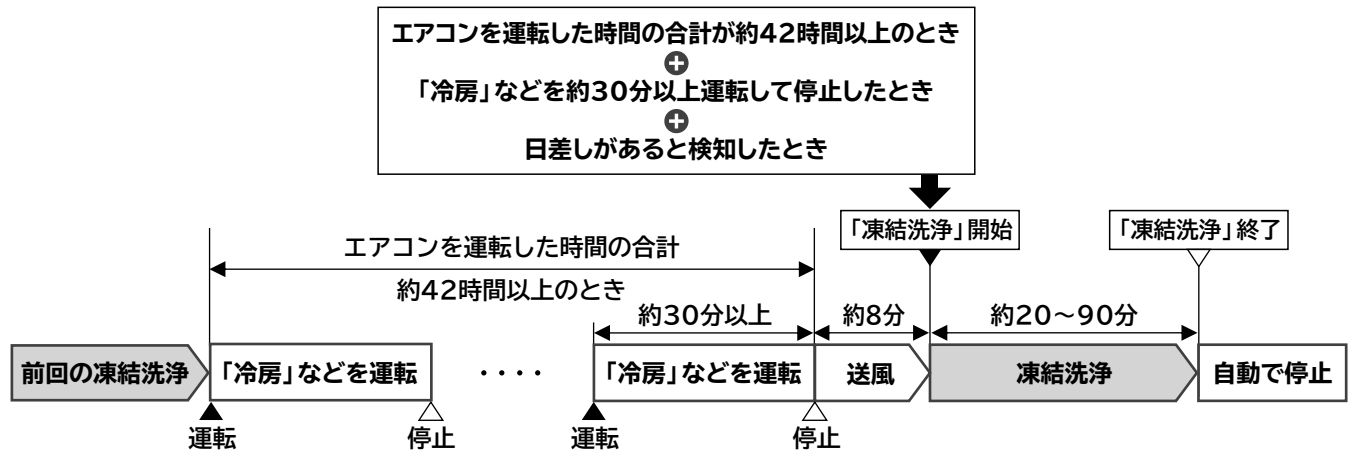 エアコンを運転した時間の合計が約42時間以上のとき
+
「冷房」などを約30分以上運転して停止したとき
+
日差しがあると検知したとき
「凍結洗浄」開始
「凍結洗浄」終了
エアコンを運転した時間の合計
約42時間以上のとき
約30分以上
約8分
約20〜90分
前回の凍結洗浄
「冷房」などを運転
・・・・
「冷房」などを運転
送風
凍結洗浄
自動で停止
運転
停止
運転
停止